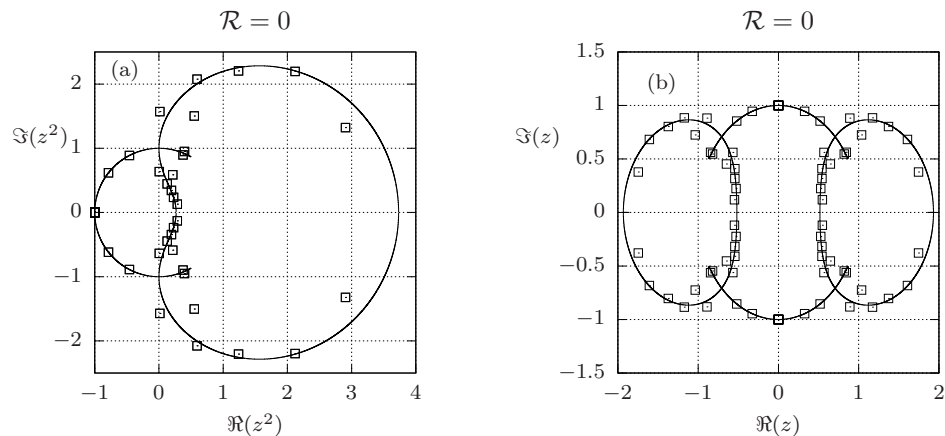 ℛ = 0
(a)
ℑ(z²)
2
1
0
−1
−2
−1 0 1 2 3 4
ℜ(z²)
ℛ = 0
(b)
ℑ(z)
1.5
1
0.5
0
−0.5
−1
−1.5
−2 −1 0 1 2
ℜ(z)